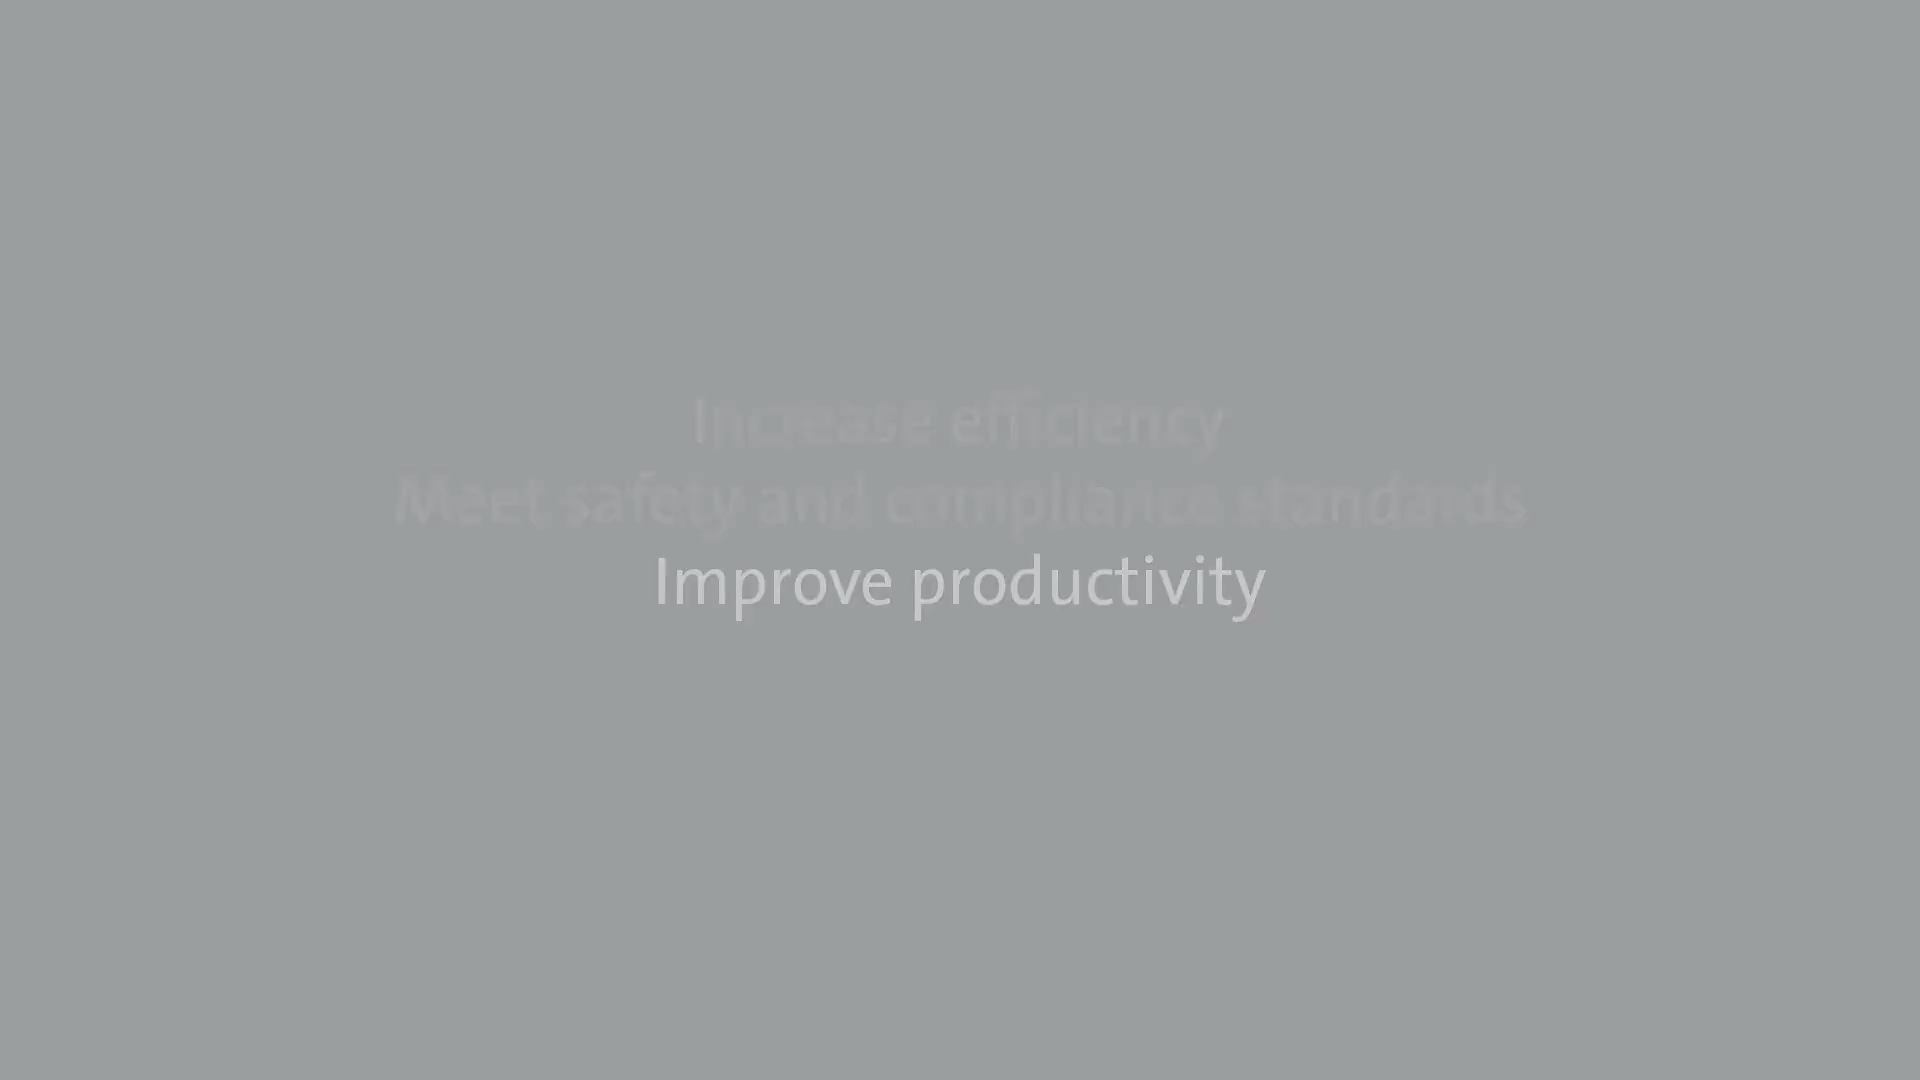 Increase efficiency
Meet safety and compliance standards
Improve productivity